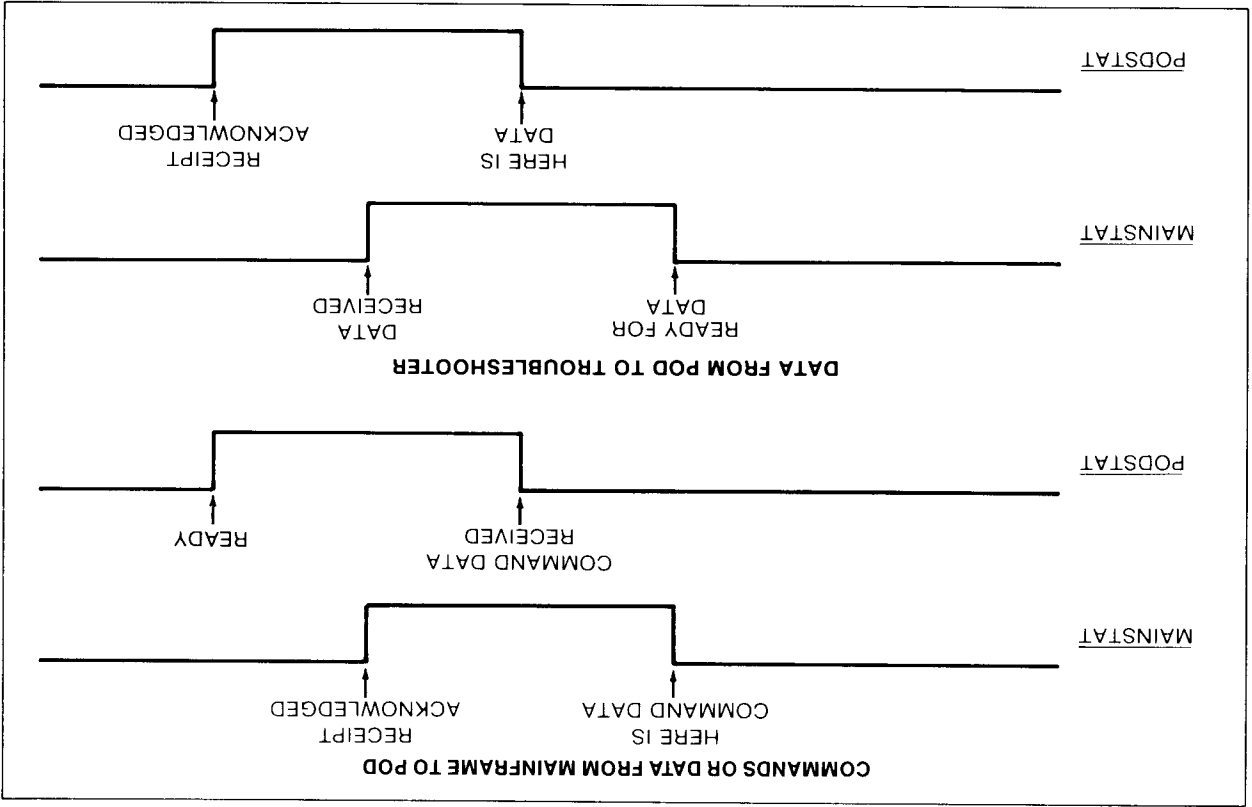 COMMANDS OR DATA FROM MAINFRAME TO POD
HERE IS
COMMAND DATA
RECEIPT
ACKNOWLEDGED
MAINSTAT
COMMAND DATA
RECEIVED
READY
PODSTAT
DATA FROM POD TO TROUBLESHOOTER
READY FOR
DATA
DATA
RECEIVED
MAINSTAT
HERE IS
DATA
RECEIPT
ACKNOWLEDGED
PODSTAT